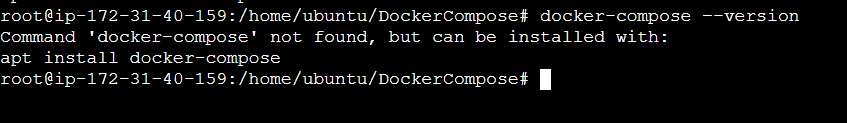 root@ip-172-31-40-159:/home/ubuntu/DockerCompose# docker-compose --version
Command 'docker-compose' not found, but can be installed with:
apt install docker-compose
root@ip-172-31-40-159:/home/ubuntu/DockerCompose#